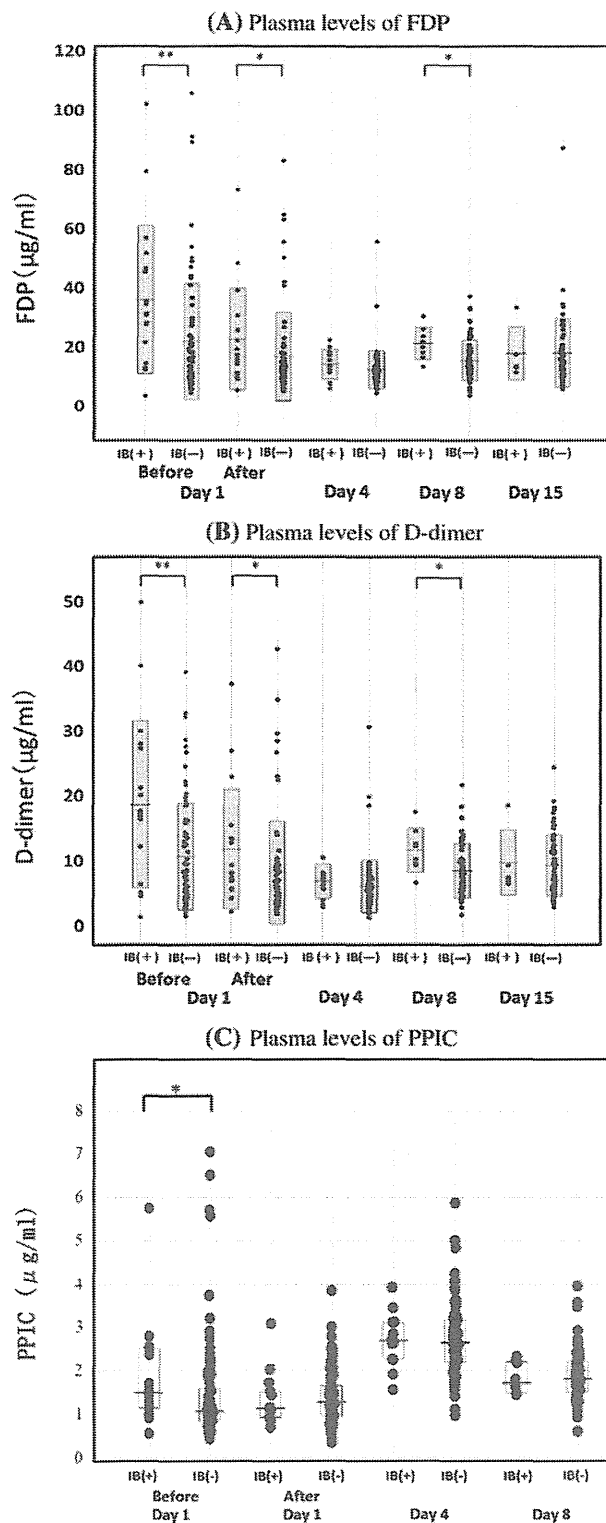 (A) Plasma levels of FDP
120
100
80
60
40
20
0
FDP(μg/ml)
** * *
IB(+) IB(—) IB(+) IB(—) IB(+) IB(—) IB(+) IB(—) IB(+) IB(—)
Before After
Day 1 Day 4 Day 8 Day 15
(B) Plasma levels of D-dimer
50
40
30
20
10
0
D-dimer(μg/ml)
** * *
IB(+) IB(—) IB(+) IB(—) IB(+) IB(—) IB(+) IB(—) IB(+) IB(—)
Before After
Day 1 Day 4 Day 8 Day 15
(C) Plasma levels of PPIC
8
7
6
5
4
3
2
1
0
PPIC (μg/ml)
*
IB(+) IB(-) IB(+) IB(-) IB(+) IB(-) IB(+) IB(-)
Before After
Day 1 Day 1 Day 4 Day 8